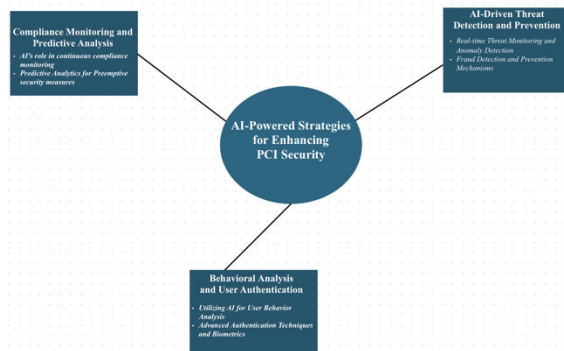 Compliance Monitoring and
Predictive Analysis
• AI's role in continuous compliance
monitoring
• Predictive Analytics for Preemptive
security measures
AI-Driven Threat
Detection and Prevention
• Real-time Threat Monitoring and
Anomaly Detection
• Fraud Detection and Prevention
Mechanisms
AI-Powered Strategies
for Enhancing
PCI Security
Behavioral Analysis
and User Authentication
• Utilizing AI for User Behavior
Analysis
• Advanced Authentication Techniques
and Biometrics